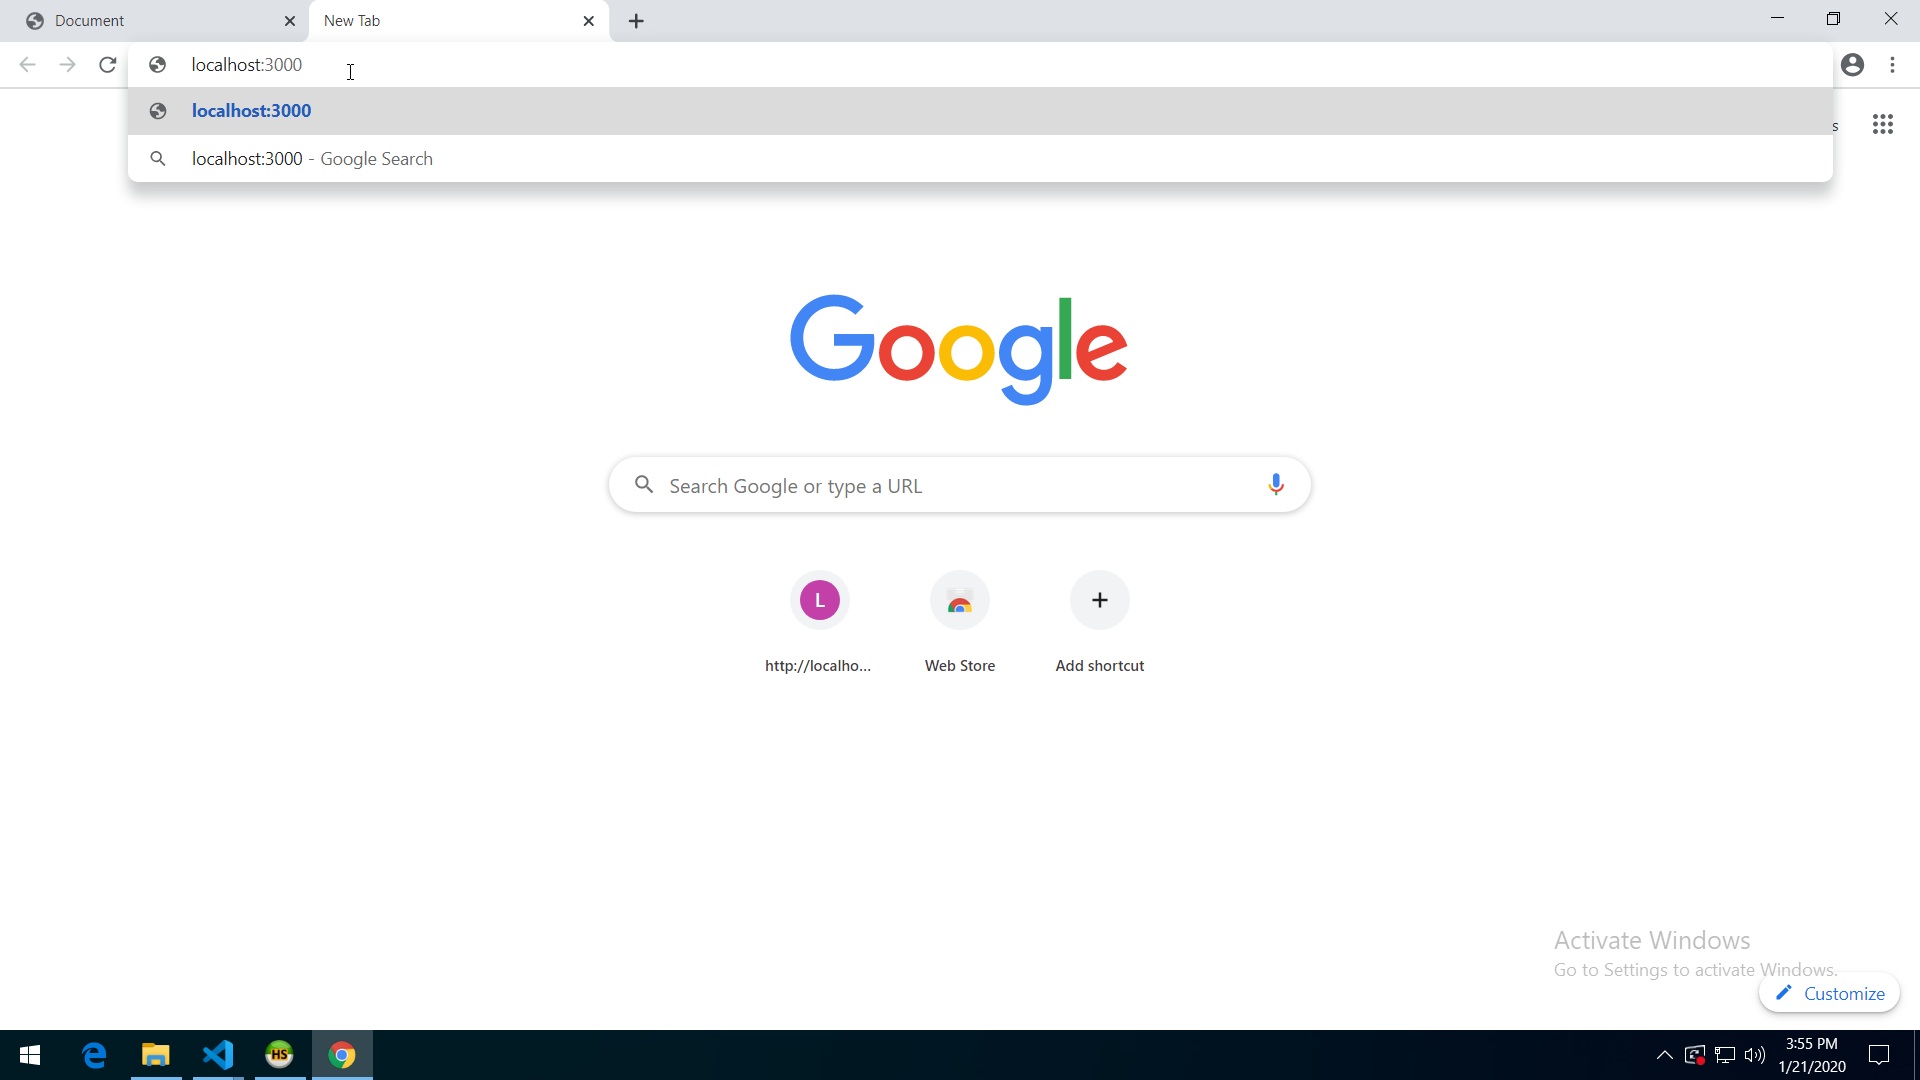 Document
New Tab
localhost:3000
localhost:3000
localhost:3000 - Google Search
s
Google
Search Google or type a URL
L
http://localho...
Web Store
Add shortcut
Activate Windows
Go to Settings to activate Windows.
Customize
HS
3:55 PM
1/21/2020